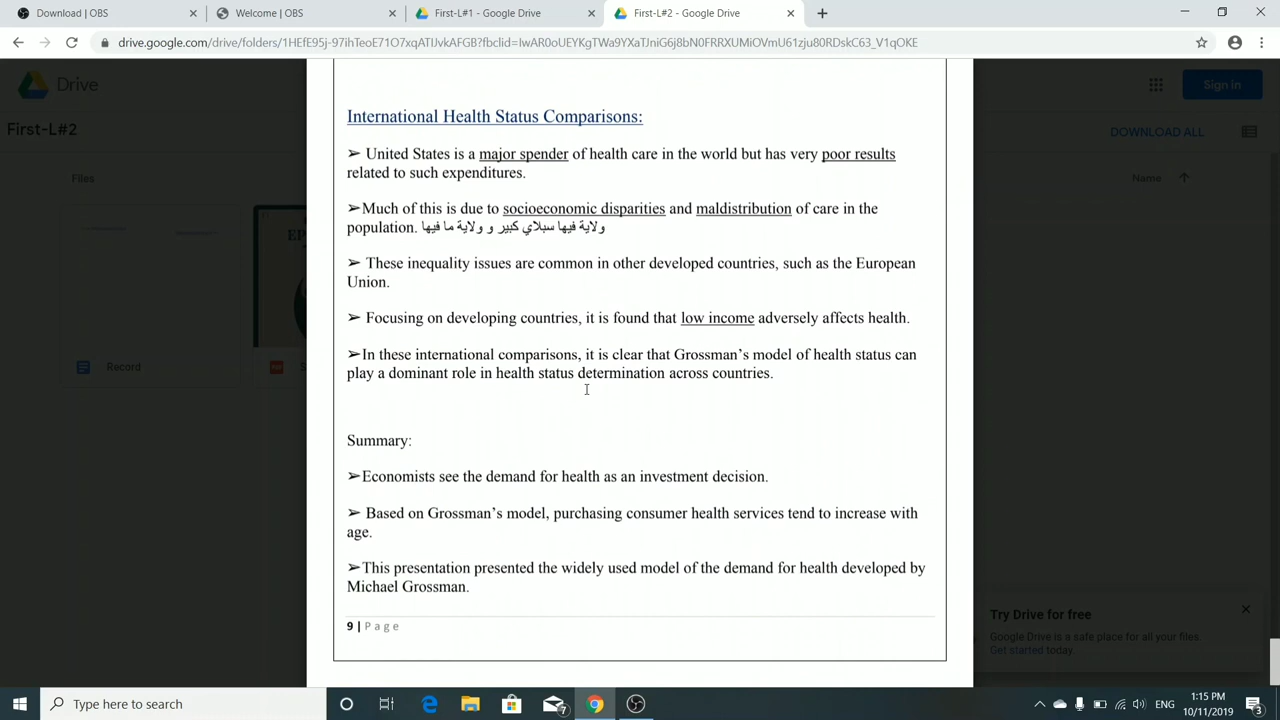 Download | OBS
Welcome | OBS
First-L#1 - Google Drive
First-L#2 - Google Drive
drive.google.com/drive/folders/1HEfE95j-97ihTeoE71O7xqATIJvkAFGB?fbclid=IwAR0oUEYKgTWa9YXaTJniG6j8bN0FRRXUMiOVmU61zju80RDskC63_V1qOKE
Drive
Sign in
First-L#2
DOWNLOAD ALL
Files
Name
Record
International Health Status Comparisons:
➢ United States is a major spender of health care in the world but has very poor results
related to such expenditures.
➢Much of this is due to socioeconomic disparities and maldistribution of care in the
population. ولاية فيها سبلاي كبير و ولاية ما فيها
➢ These inequality issues are common in other developed countries, such as the European
Union.
➢ Focusing on developing countries, it is found that low income adversely affects health.
➢In these international comparisons, it is clear that Grossman's model of health status can
play a dominant role in health status determination across countries.
Summary:
➢Economists see the demand for health as an investment decision.
➢ Based on Grossman's model, purchasing consumer health services tend to increase with
age.
➢This presentation presented the widely used model of the demand for health developed by
Michael Grossman.
9 | Page
Try Drive for free
Google Drive is a safe place for all your files
Get started today.
Type here to search
7
ENG
1:15 PM
10/11/2019
3